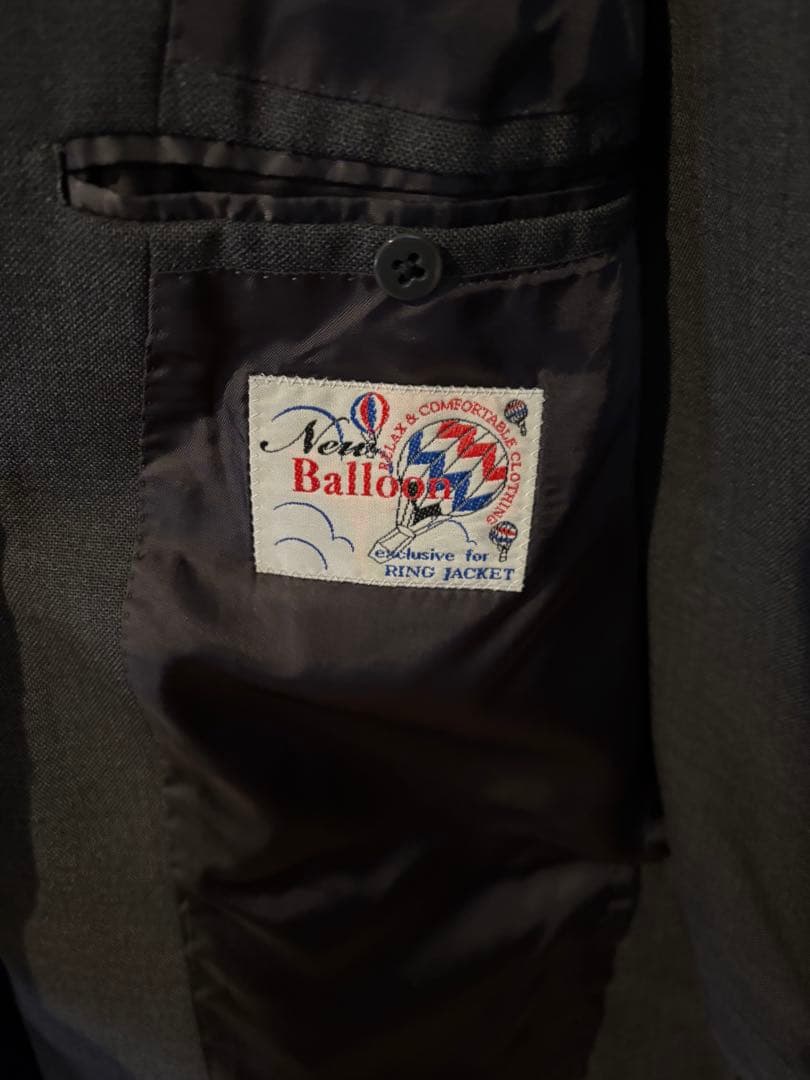 New
Balloon
RELAX & COMFORTABLE CLOTHING
exclusive for
RING JACKET